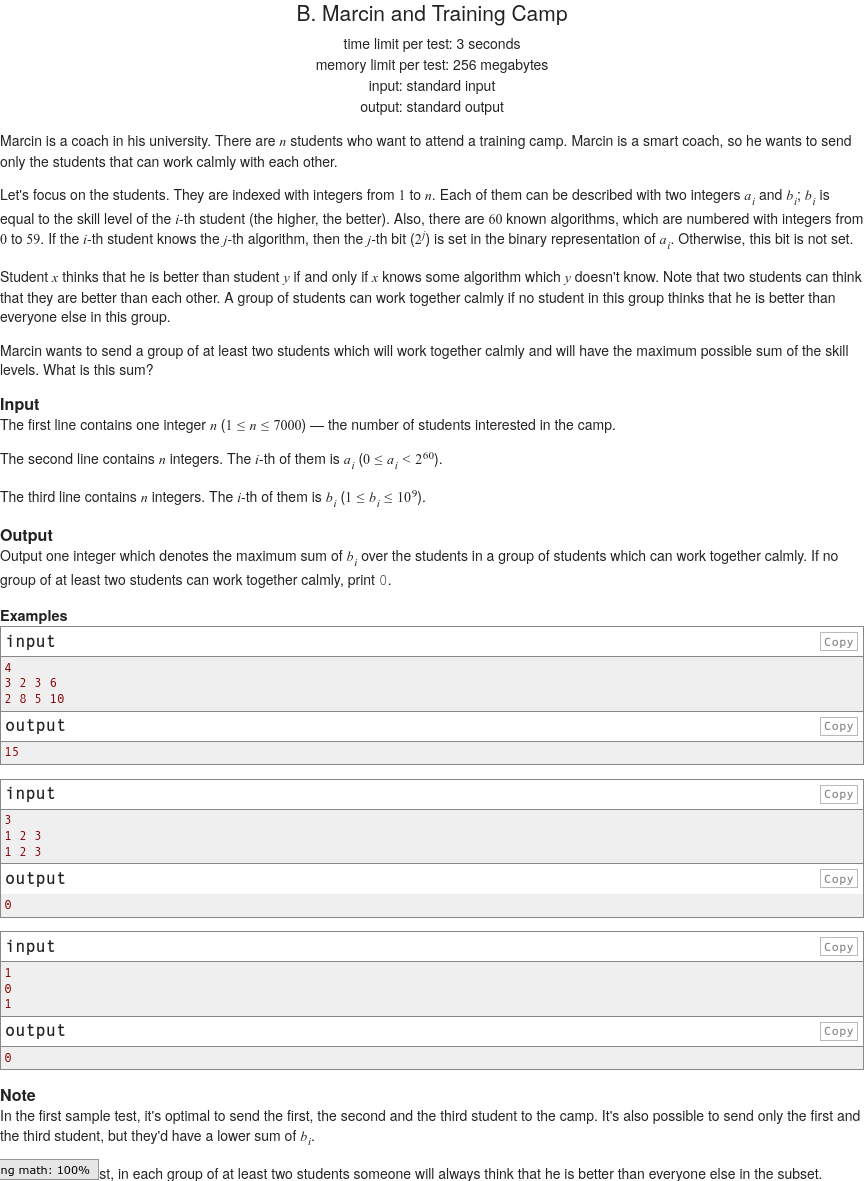 B. Marcin and Training Camp
time limit per test: 3 seconds
memory limit per test: 256 megabytes
input: standard input
output: standard output
Marcin is a coach in his university. There are n students who want to attend a training camp. Marcin is a smart coach, so he wants to send
only the students that can work calmly with each other.
Let's focus on the students. They are indexed with integers from 1 to n. Each of them can be described with two integers a_i and b_i; b_i is
equal to the skill level of the i-th student (the higher, the better). Also, there are 60 known algorithms, which are numbered with integers from
0 to 59. If the i-th student knows the j-th algorithm, then the j-th bit (2^j) is set in the binary representation of a_i. Otherwise, this bit is not set.
Student x thinks that he is better than student y if and only if x knows some algorithm which y doesn't know. Note that two students can think
that they are better than each other. A group of students can work together calmly if no student in this group thinks that he is better than
everyone else in this group.
Marcin wants to send a group of at least two students which will work together calmly and will have the maximum possible sum of the skill
levels. What is this sum?
Input
The first line contains one integer n (1 ≤ n ≤ 7000) — the number of students interested in the camp.
The second line contains n integers. The i-th of them is a_i (0 ≤ a_i < 2^60).
The third line contains n integers. The i-th of them is b_i (1 ≤ b_i ≤ 10^9).
Output
Output one integer which denotes the maximum sum of b_i over the students in a group of students which can work together calmly. If no
group of at least two students can work together calmly, print 0.
Examples
input Copy
4
3 2 3 6
2 8 5 10
output Copy
15
input Copy
3
1 2 3
1 2 3
output Copy
0
input Copy
1
0
1
output Copy
0
Note
In the first sample test, it's optimal to send the first, the second and the third student to the camp. It's also possible to send only the first and
the third student, but they'd have a lower sum of b_i.
ng math: 100% st, in each group of at least two students someone will always think that he is better than everyone else in the subset.